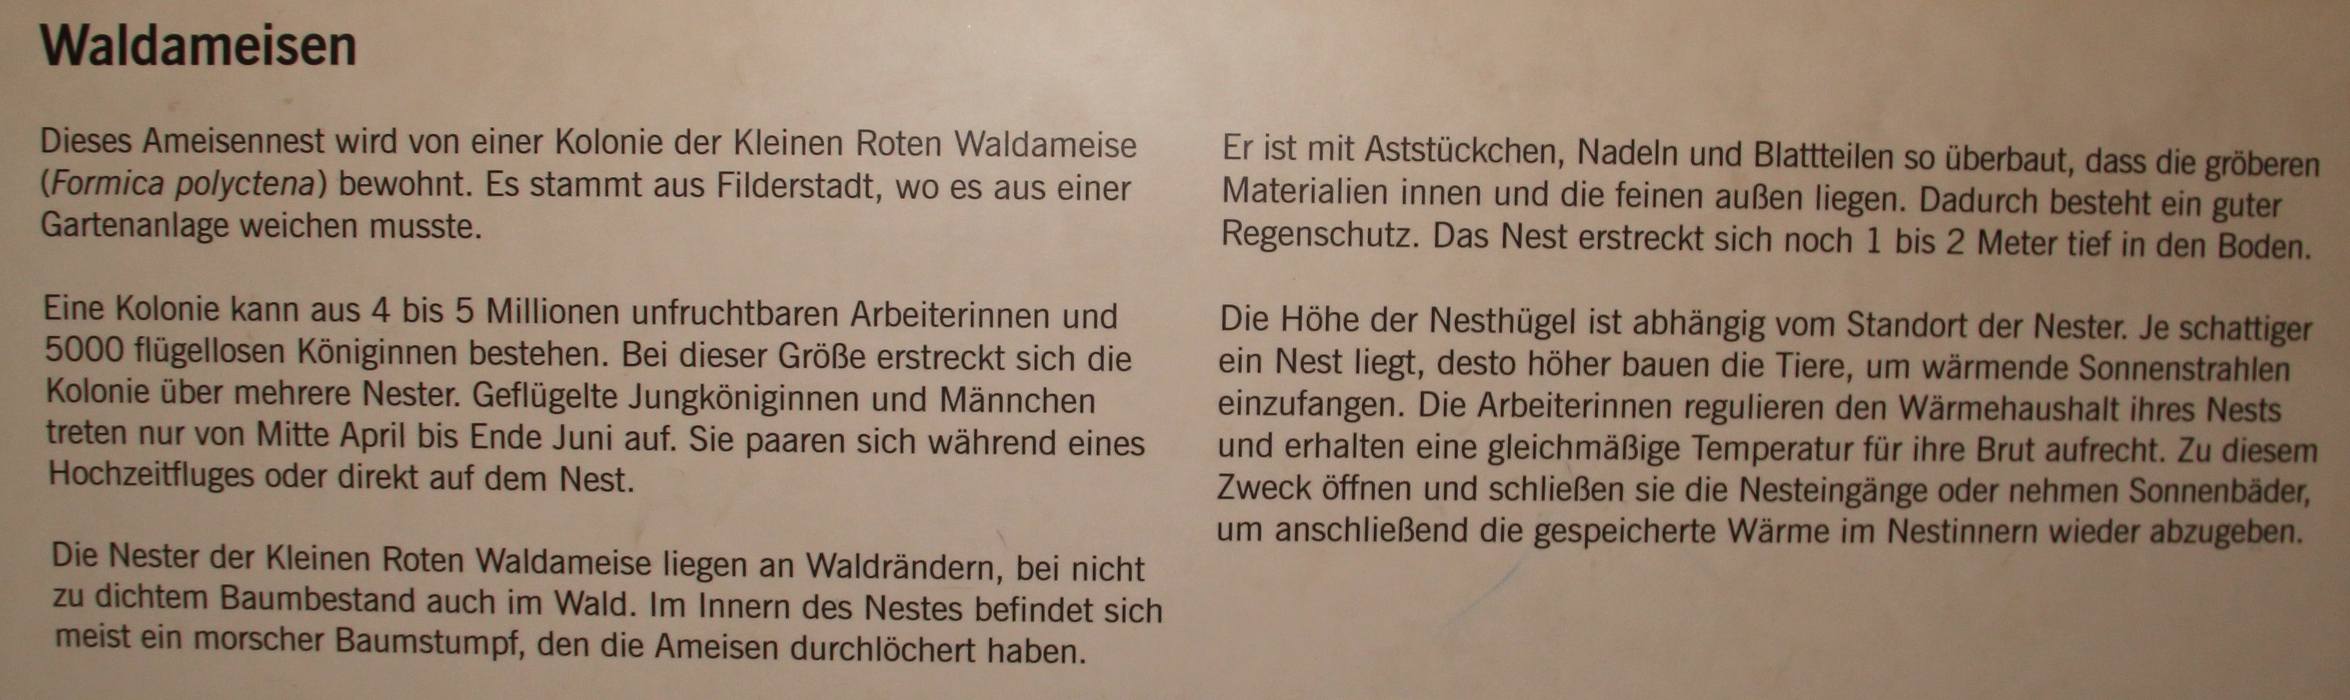 Waldameisen
Dieses Ameisennest wird von einer Kolonie der Kleinen Roten Waldameise
(Formica polyctena) bewohnt. Es stammt aus Filderstadt, wo es aus einer
Gartenanlage weichen musste.
Eine Kolonie kann aus 4 bis 5 Millionen unfruchtbaren Arbeiterinnen und
5000 flügellosen Königinnen bestehen. Bei dieser Größe erstreckt sich die
Kolonie über mehrere Nester. Geflügelte Jungköniginnen und Männchen
treten nur von Mitte April bis Ende Juni auf. Sie paaren sich während eines
Hochzeitfluges oder direkt auf dem Nest.
Die Nester der Kleinen Roten Waldameise liegen an Waldrändern, bei nicht
zu dichtem Baumbestand auch im Wald. Im Innern des Nestes befindet sich
meist ein morscher Baumstumpf, den die Ameisen durchlöchert haben.
Er ist mit Aststückchen, Nadeln und Blattteilen so überbaut, dass die gröberen
Materialien innen und die feinen außen liegen. Dadurch besteht ein guter
Regenschutz. Das Nest erstreckt sich noch 1 bis 2 Meter tief in den Boden.
Die Höhe der Nesthügel ist abhängig vom Standort der Nester. Je schattiger
ein Nest liegt, desto höher bauen die Tiere, um wärmende Sonnenstrahlen
einzufangen. Die Arbeiterinnen regulieren den Wärmehaushalt ihres Nests
und erhalten eine gleichmäßige Temperatur für ihre Brut aufrecht. Zu diesem
Zweck öffnen und schließen sie die Nesteingänge oder nehmen Sonnenbäder,
um anschließend die gespeicherte Wärme im Nestinnern wieder abzugeben.